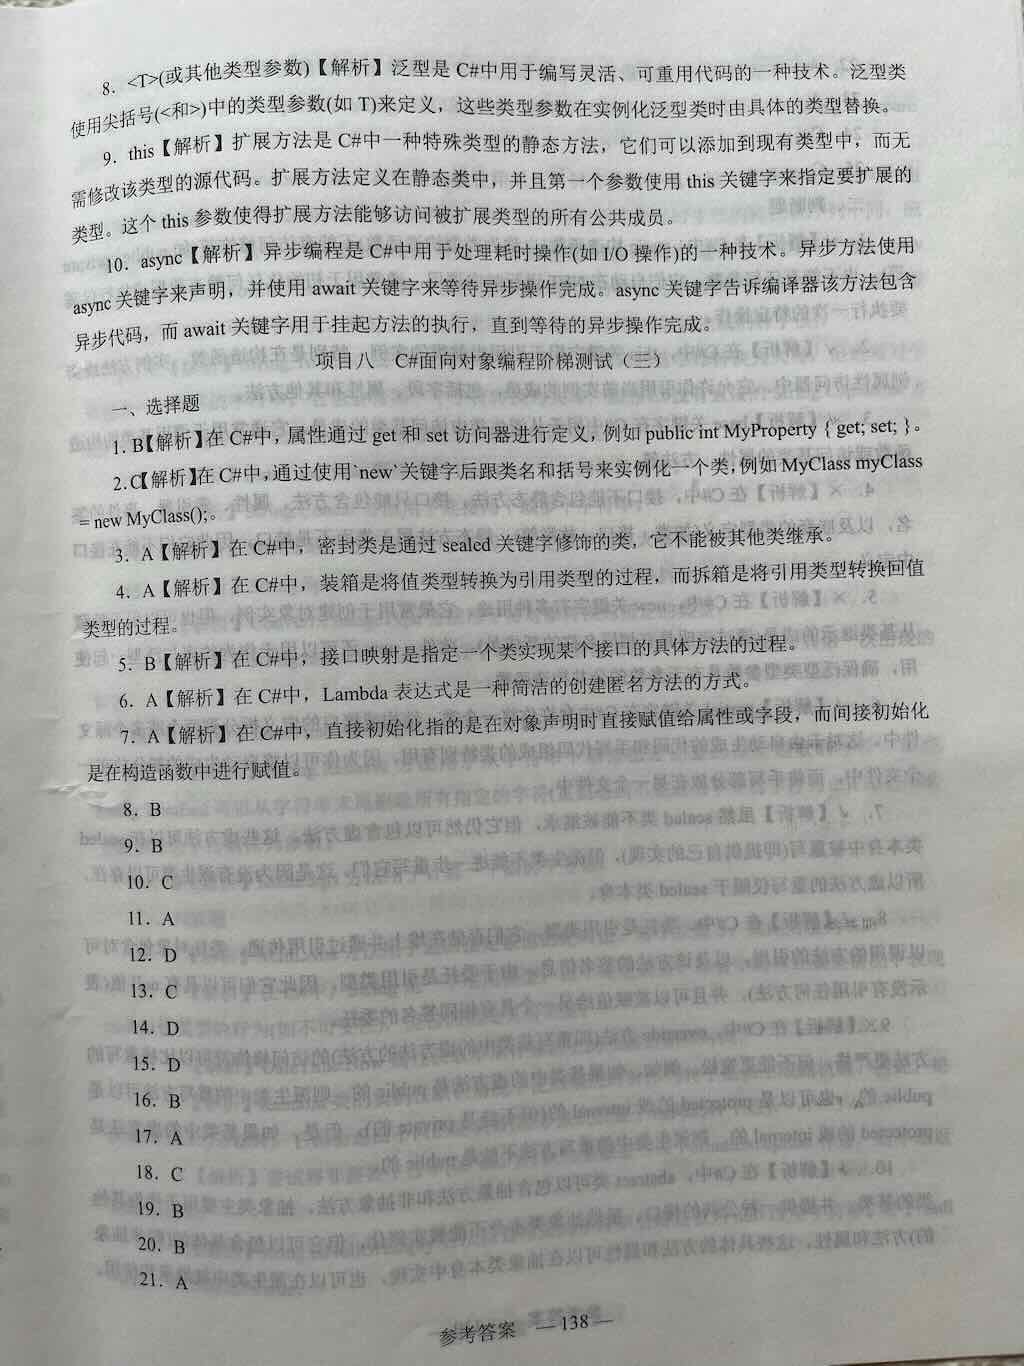 8．<T>(或其他类型参数)【解析】泛型是 C#中用于编写灵活、可重用代码的一种技术。泛型类
使用尖括号(<和>)中的类型参数(如 T)来定义，这些类型参数在实例化泛型类时由具体的类型替换。
9．this【解析】扩展方法是 C#中一种特殊类型的静态方法，它们可以添加到现有类型中，而无
需修改该类型的源代码。扩展方法定义在静态类中，并且第一个参数使用 this 关键字来指定要扩展的
类型。这个 this 参数使得扩展方法能够访问被扩展类型的所有公共成员。
10．async【解析】异步编程是 C#中用于处理耗时操作(如 I/O 操作)的一种技术。异步方法使用
async 关键字来声明，并使用 await 关键字来等待异步操作完成。async 关键字告诉编译器该方法包含
异步代码，而 await 关键字用于挂起方法的执行，直到等待的异步操作完成。
项目八　C#面向对象编程阶梯测试（三）
一、选择题
1. B【解析】在 C#中，属性通过 get 和 set 访问器进行定义，例如 public int MyProperty { get; set; }。
2. C【解析】在 C#中，通过使用`new`关键字后跟类名和括号来实例化一个类，例如 MyClass myClass
= new MyClass();。
3．A【解析】在 C#中，密封类是通过 sealed 关键字修饰的类，它不能被其他类继承。
4．A【解析】在 C#中，装箱是将值类型转换为引用类型的过程，而拆箱是将引用类型转换回值
类型的过程。
5．B【解析】在 C#中，接口映射是指定一个类实现某个接口的具体方法的过程。
6．A【解析】在 C#中，Lambda 表达式是一种简洁的创建匿名方法的方式。
7．A【解析】在 C#中，直接初始化指的是在对象声明时直接赋值给属性或字段，而间接初始化
是在构造函数中进行赋值。
8．B
9．B
10．C
11．A
12．D
13．C
14．D
15．D
16．B
17．A
18．C
19．B
20．B
21．A
参考答案　— 138 —